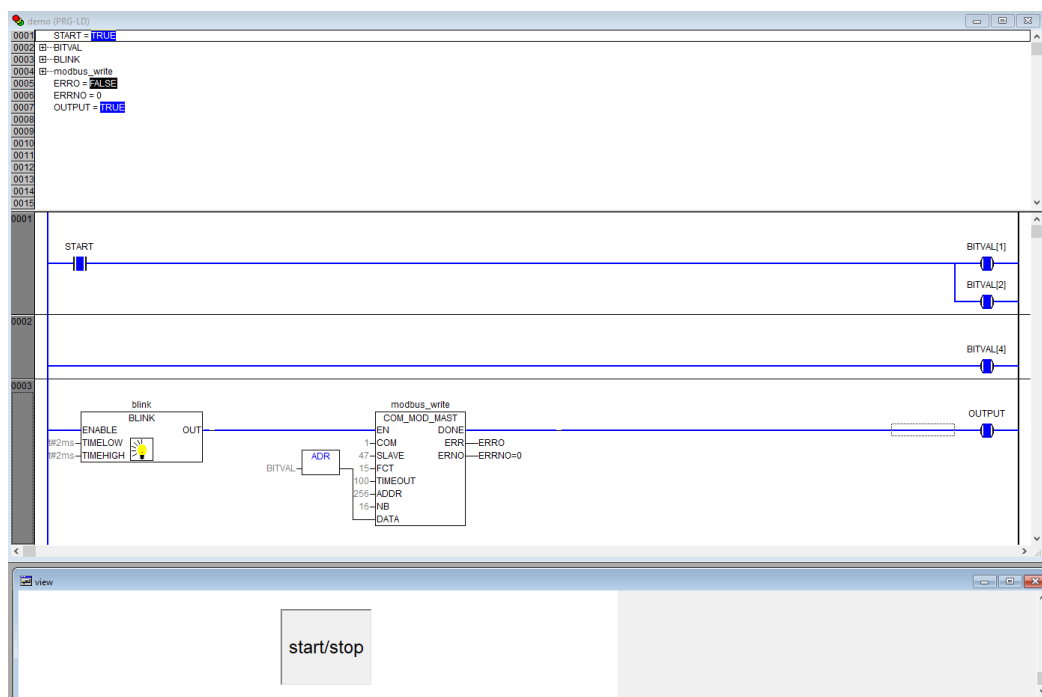 demo (PRG-LD)
0001 START = TRUE
0002 BITVAL
0003 BLINK
0004 modbus_write
0005 ERRO = FALSE
0006 ERRNO = 0
0007 OUTPUT = TRUE
0008
0009
0010
0011
0012
0013
0014
0015
0001
START BITVAL[1]
BITVAL[2]
0002
BITVAL[4]
0003
blink modbus_write
BLINK COM_MOD_MAST OUTPUT
ENABLE OUT EN DONE
t#2ms TIMELOW 1 COM ERR ERRO
t#2ms TIMEHIGH ADR 47 SLAVE ERNO ERRNO=0
BITVAL 15 FCT
100 TIMEOUT
256 ADDR
16 NB
DATA
view
start/stop